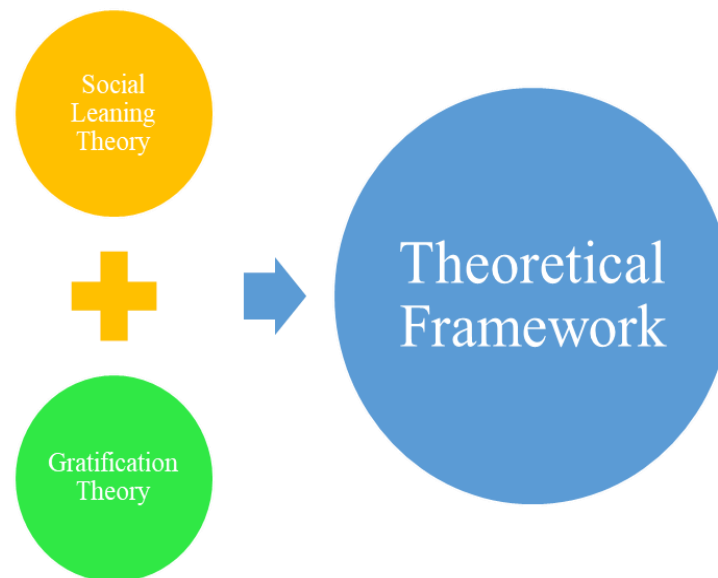 Social
Leaning
Theory
Gratification
Theory
Theoretical
Framework